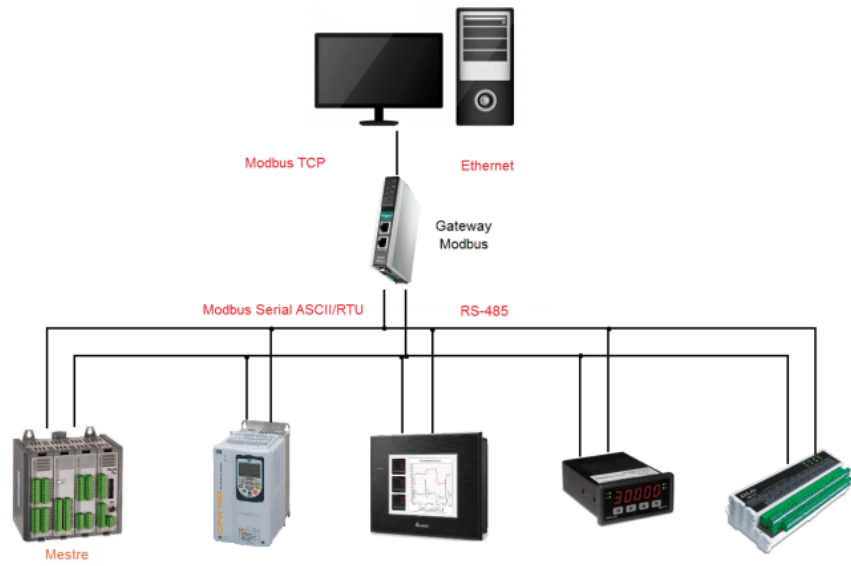 Modbus TCP
Ethernet
Gateway
Modbus
Modbus Serial ASCII/RTU
RS-485
30000
Mestre